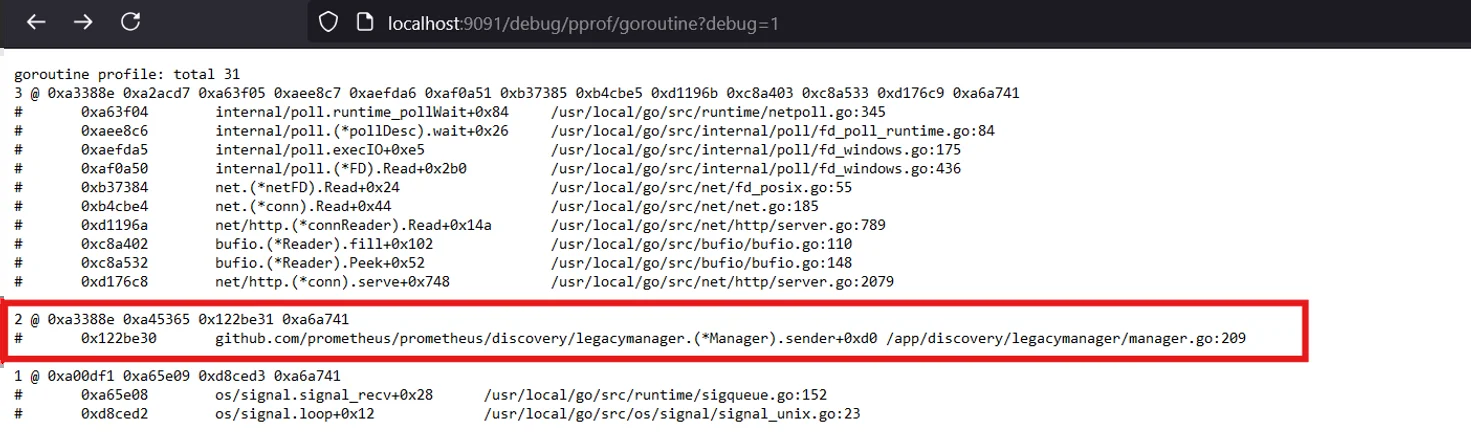 localhost:9091/debug/pprof/goroutine?debug=1
goroutine profile: total 31
3 @ 0xa3388e 0xa2acd7 0xa63f05 0xaee8c7 0xaefda6 0xaf0a51 0xb37385 0xb4cbe5 0xd1196b 0xc8a403 0xc8a533 0xd176c9 0xa6a741
# 0xa63f04 internal/poll.runtime_pollWait+0x84 /usr/local/go/src/runtime/netpoll.go:345
# 0xaee8c6 internal/poll.(*pollDesc).wait+0x26 /usr/local/go/src/internal/poll/fd_poll_runtime.go:84
# 0xaefda5 internal/poll.execIO+0xe5 /usr/local/go/src/internal/poll/fd_windows.go:175
# 0xaf0a50 internal/poll.(*FD).Read+0x2b0 /usr/local/go/src/internal/poll/fd_windows.go:436
# 0xb37384 net.(*netFD).Read+0x24 /usr/local/go/src/net/fd_posix.go:55
# 0xb4cbe4 net.(*conn).Read+0x44 /usr/local/go/src/net/net.go:185
# 0xd1196a net/http.(*connReader).Read+0x14a /usr/local/go/src/net/http/server.go:789
# 0xc8a402 bufio.(*Reader).fill+0x102 /usr/local/go/src/bufio/bufio.go:110
# 0xc8a532 bufio.(*Reader).Peek+0x52 /usr/local/go/src/bufio/bufio.go:148
# 0xd176c8 net/http.(*conn).serve+0x748 /usr/local/go/src/net/http/server.go:2079
2 @ 0xa3388e 0xa45365 0x122be31 0xa6a741
# 0x122be30 github.com/prometheus/prometheus/discovery/legacymanager.(*Manager).sender+0xd0 /app/discovery/legacymanager/manager.go:209
1 @ 0xa00df1 0xa65e09 0xd8ced3 0xa6a741
# 0xa65e08 os/signal.signal_recv+0x28 /usr/local/go/src/runtime/sigqueue.go:152
# 0xd8ced2 os/signal.loop+0x12 /usr/local/go/src/os/signal/signal_unix.go:23